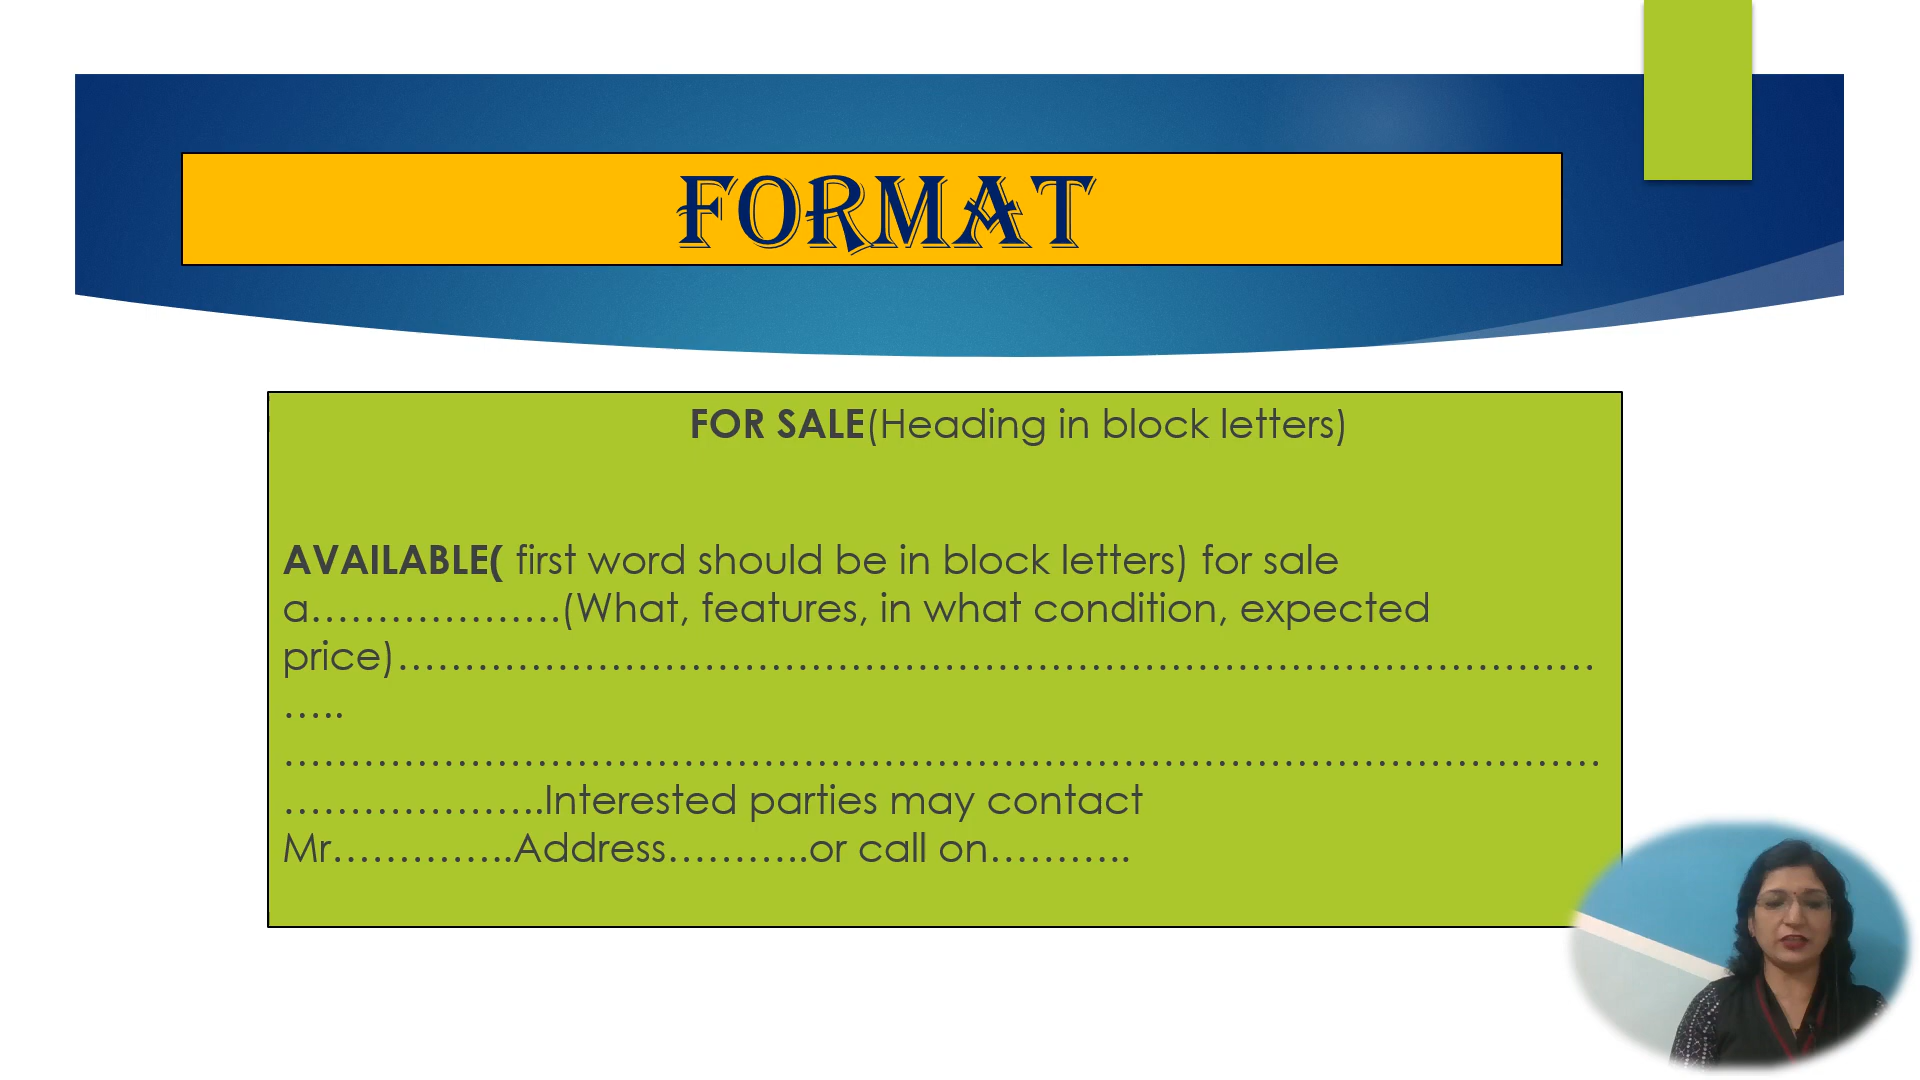 FORMAT
FOR SALE(Heading in block letters)
AVAILABLE( first word should be in block letters) for sale
a……………….(What, features, in what condition, expected
price)………………………………………………………………………………
…..
………………………………………………………………………………………
……………….Interested parties may contact
Mr………….Address……….or call on………..